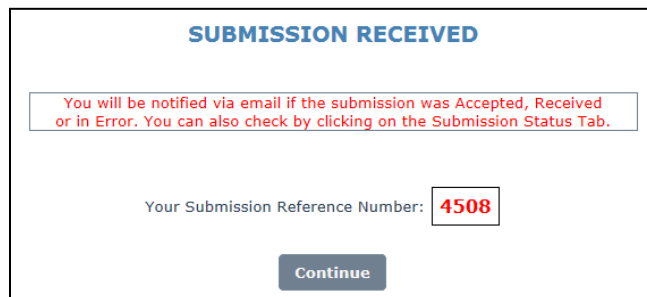 SUBMISSION RECEIVED
You will be notified via email if the submission was Accepted, Received
or in Error. You can also check by clicking on the Submission Status Tab.
Your Submission Reference Number: 4508
Continue